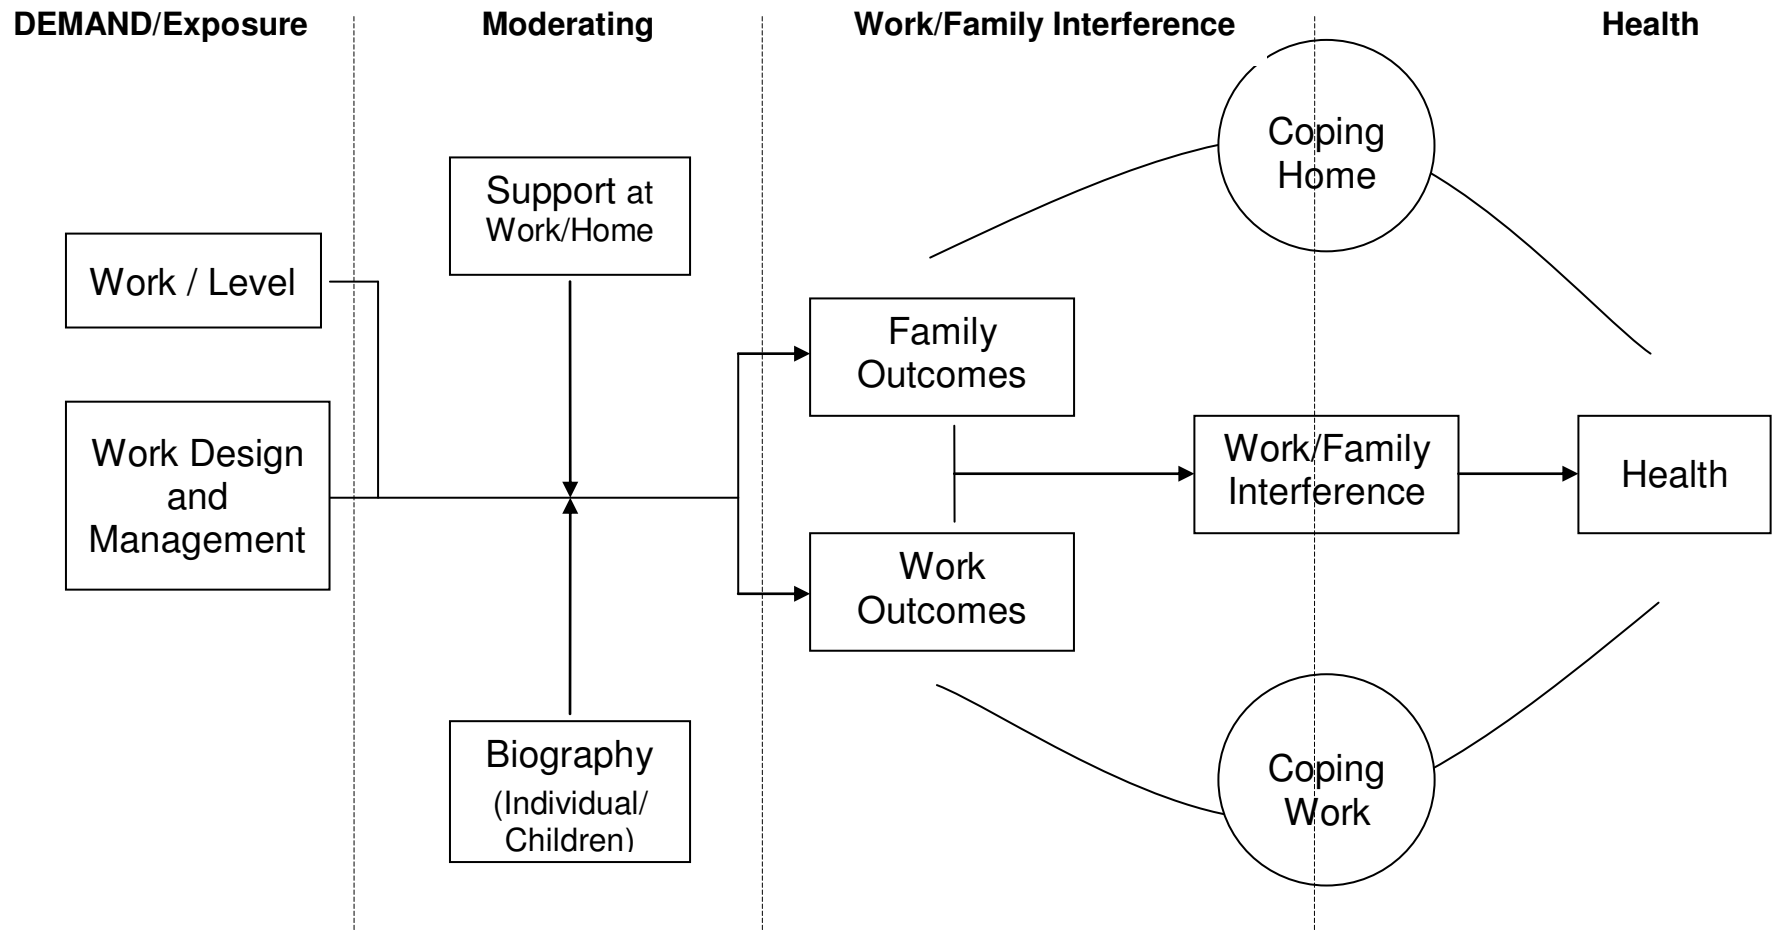 DEMAND/Exposure
Moderating
Work/Family Interference
Health
Work / Level
Work Design
and
Management
Support at
Work/Home
Biography
(Individual/
Children)
Family
Outcomes
Work
Outcomes
Coping
Home
Work/Family
Interference
Coping
Work
Health